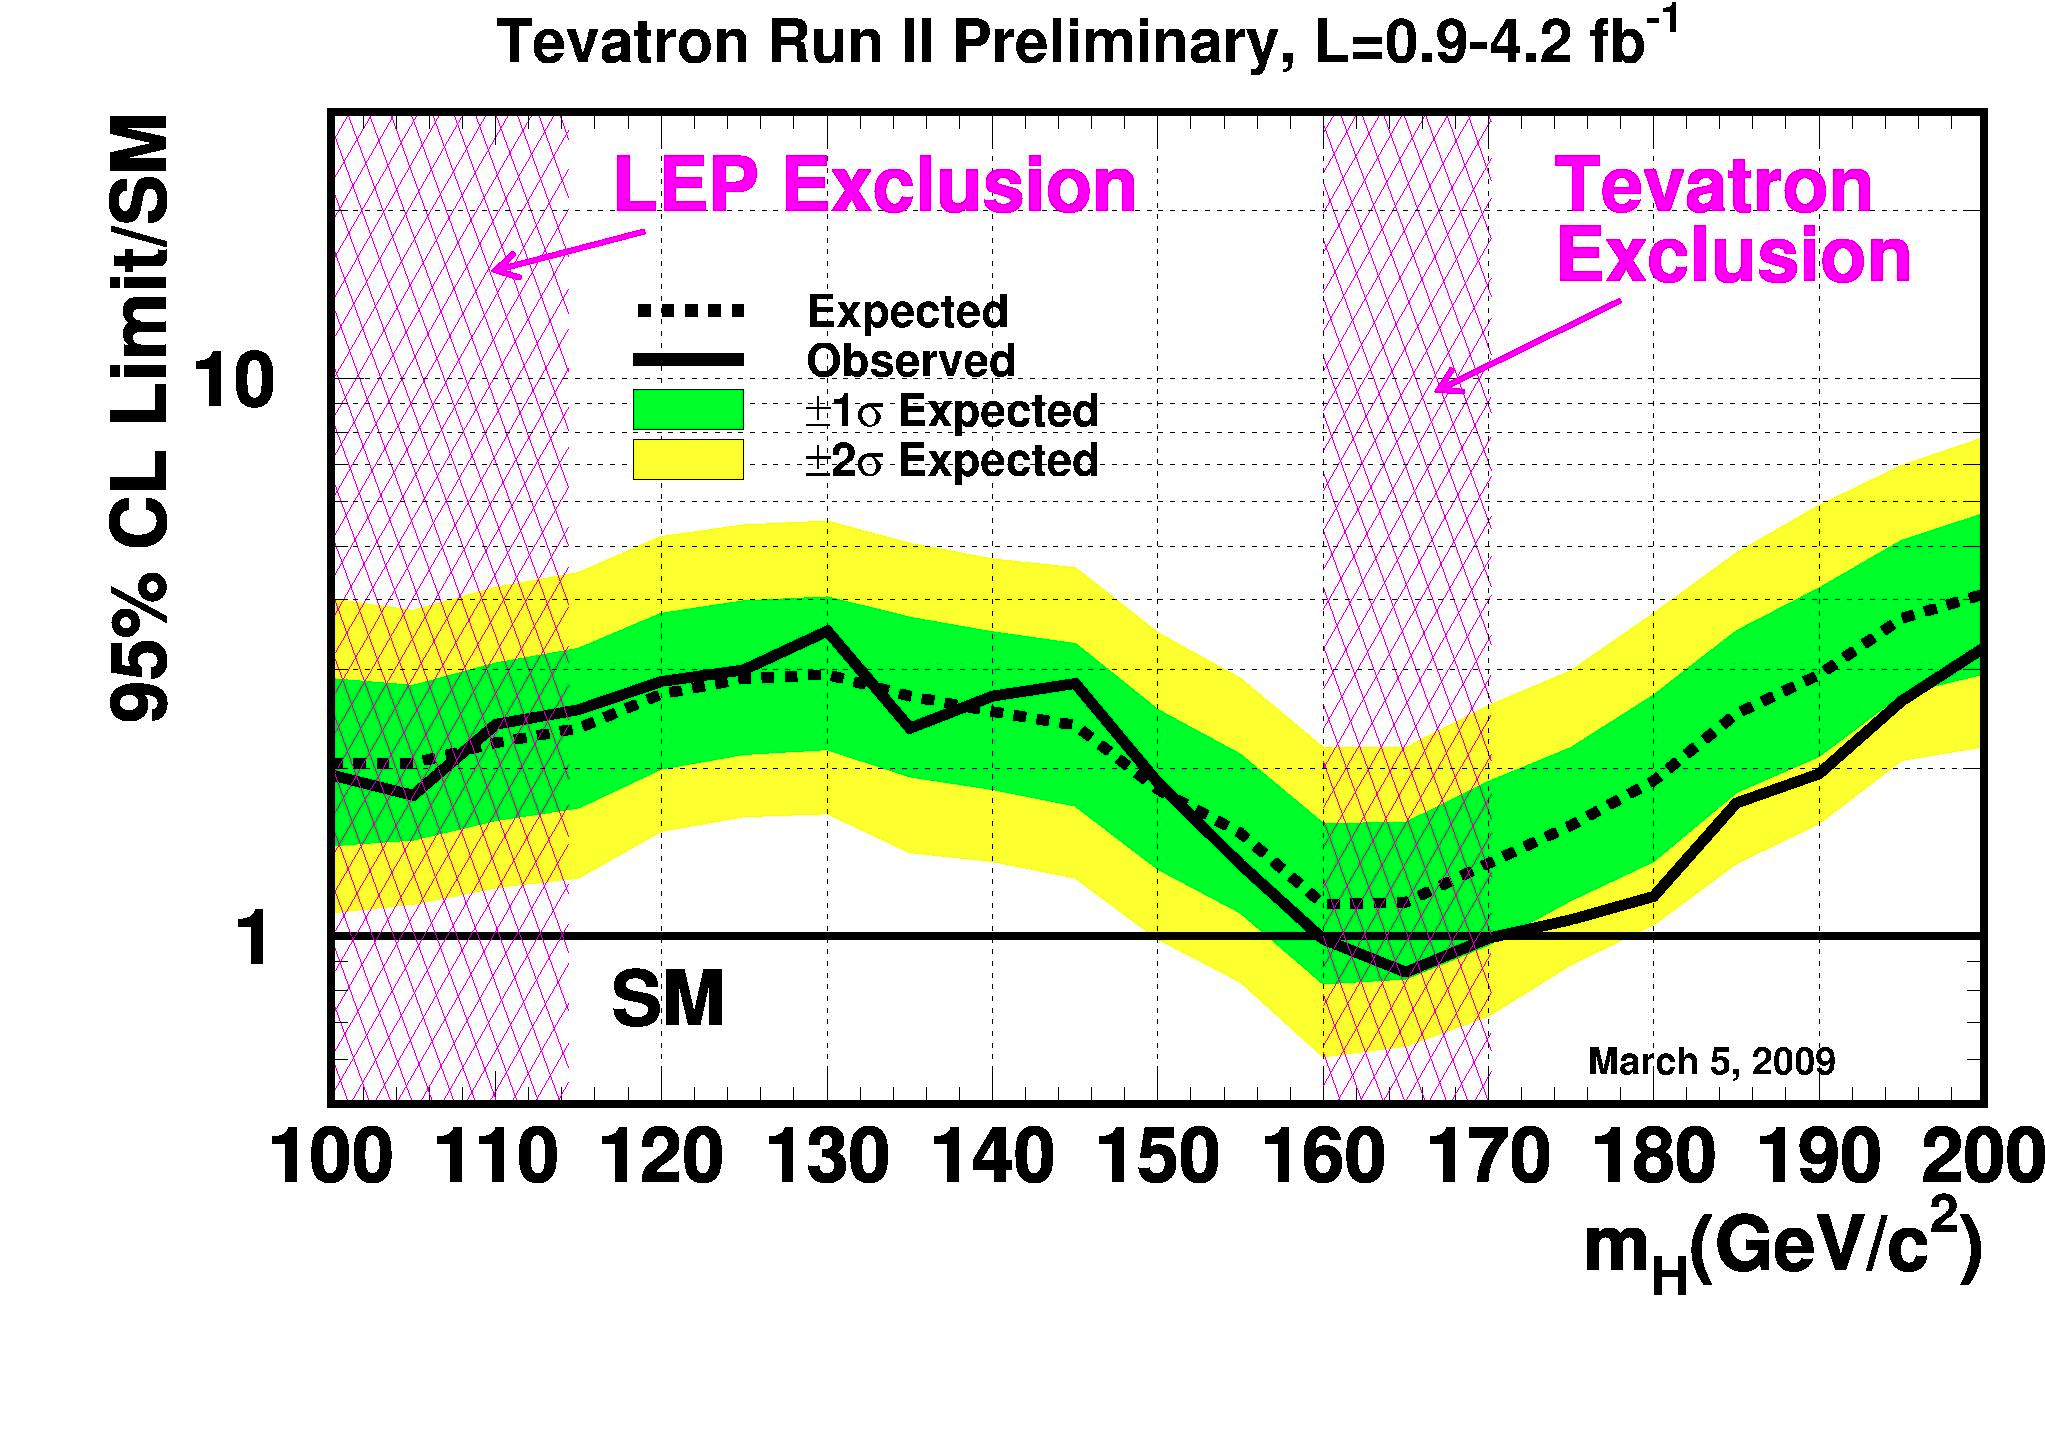 Tevatron Run II Preliminary, L=0.9-4.2 fb⁻¹
95% CL Limit/SM
10
1
LEP Exclusion
Tevatron
Exclusion
Expected
Observed
±1σ Expected
±2σ Expected
SM
March 5, 2009
100 110 120 130 140 150 160 170 180 190 200
m_H(GeV/c²)